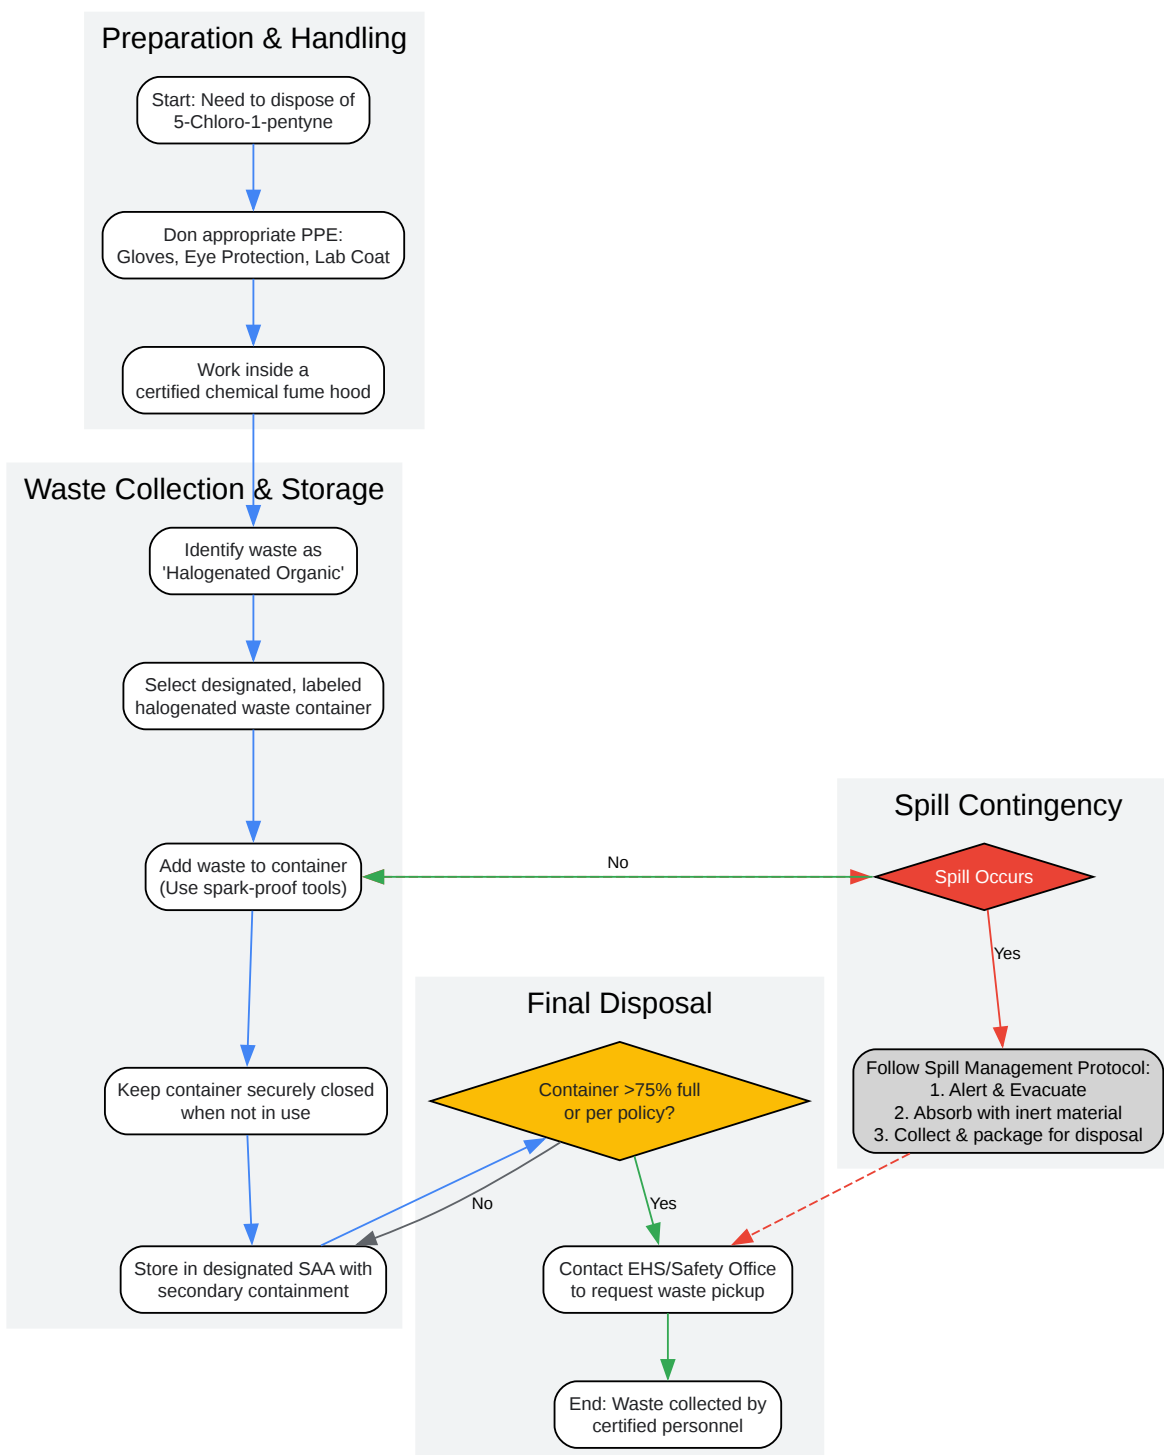 Preparation & Handling
Start: Need to dispose of
5-Chloro-1-pentyne
Don appropriate PPE:
Gloves, Eye Protection, Lab Coat
Work inside a
certified chemical fume hood
Waste Collection & Storage
Identify waste as
'Halogenated Organic'
Select designated, labeled
halogenated waste container
Add waste to container
(Use spark-proof tools)
No
Spill Contingency
Spill Occurs
Yes
Follow Spill Management Protocol:
1. Alert & Evacuate
2. Absorb with inert material
3. Collect & package for disposal
Keep container securely closed
when not in use
Store in designated SAA with
secondary containment
Final Disposal
Container >75% full
or per policy?
No
Yes
Contact EHS/Safety Office
to request waste pickup
End: Waste collected by
certified personnel